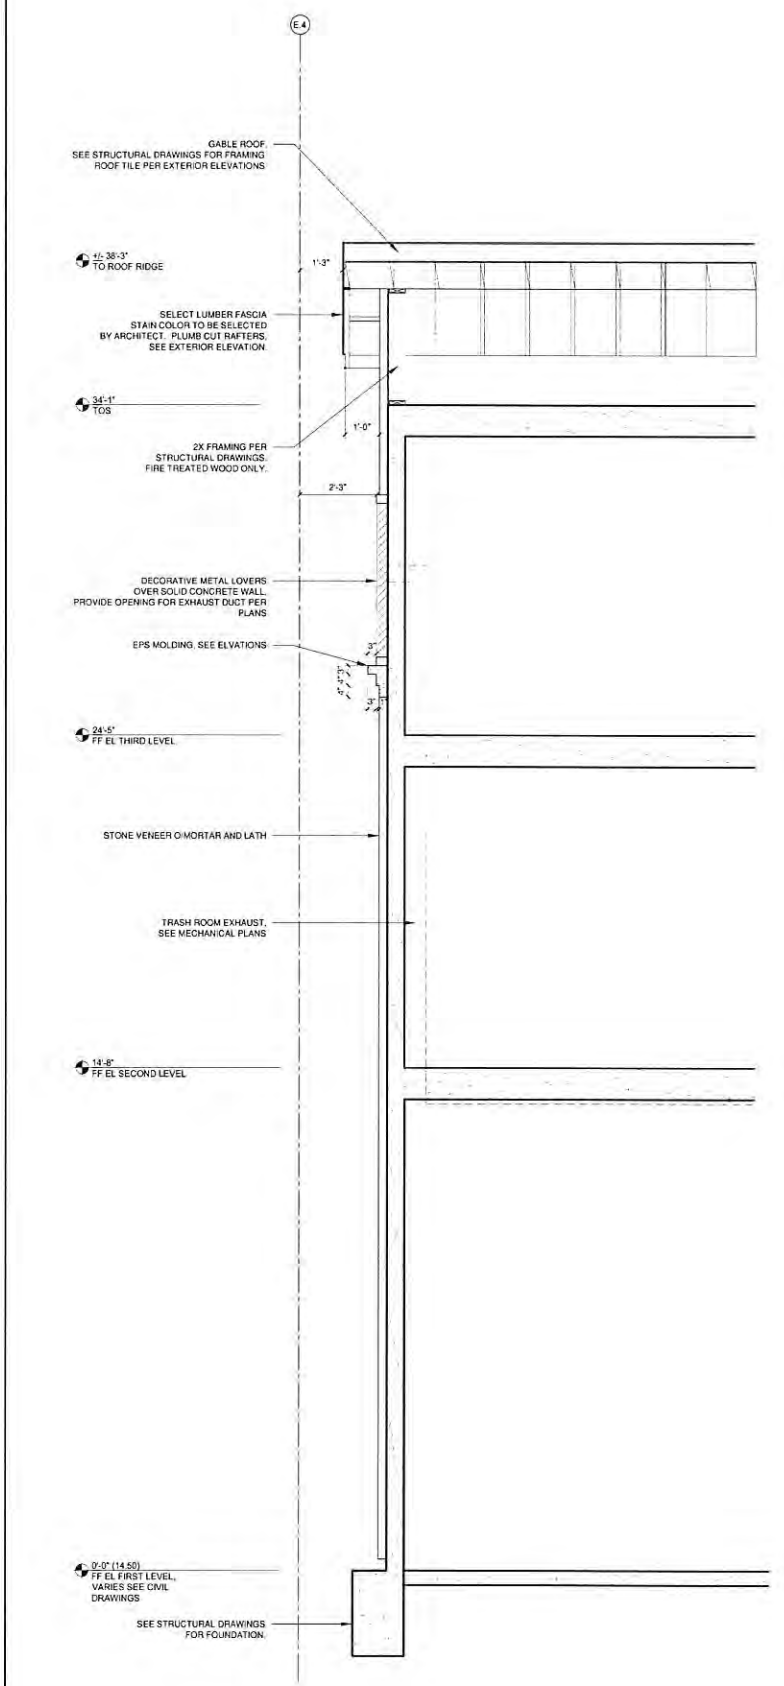 E.4
GABLE ROOF,
SEE STRUCTURAL DRAWINGS FOR FRAMING
ROOF TILE PER EXTERIOR ELEVATIONS
+/- 38'-3"
TO ROOF RIDGE
1'-3"
SELECT LUMBER FASCIA
STAIN COLOR TO BE SELECTED
BY ARCHITECT. PLUMB CUT RAFTERS,
SEE EXTERIOR ELEVATION.
34'-1"
TOS
1'-0"
2X FRAMING PER
STRUCTURAL DRAWINGS.
FIRE TREATED WOOD ONLY.
2'-3"
DECORATIVE METAL LOVERS
OVER SOLID CONCRETE WALL,
PROVIDE OPENING FOR EXHAUST DUCT PER
PLANS
EPS MOLDING, SEE ELVATIONS
3"
4" 4" 3"
3"
24'-5"
FF EL THIRD LEVEL
STONE VENEER O/MORTAR AND LATH
TRASH ROOM EXHAUST,
SEE MECHANICAL PLANS
14'-8"
FF EL SECOND LEVEL
0'-0" (14.50)
FF EL FIRST LEVEL,
VARIES SEE CIVIL
DRAWINGS
SEE STRUCTURAL DRAWINGS
FOR FOUNDATION.